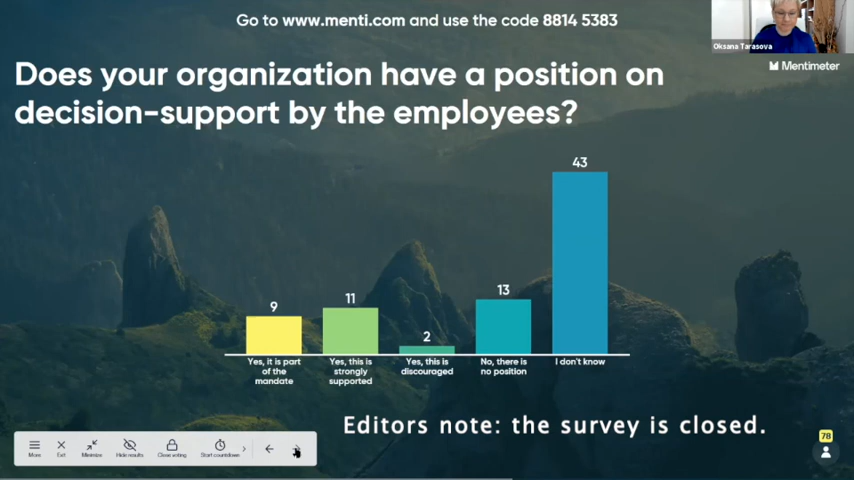 Go to www.menti.com and use the code 8814 5383
Oksana Tarasova
Mentimeter
Does your organization have a position on
decision-support by the employees?
43
13
11
9
2
Yes, it is part
of the
mandate
Yes, this is
strongly
supported
Yes, this is
discouraged
No, there is
no position
I don't know
Editors note: the survey is closed.
More
Exit
Minimize
Hide results
Close voting
Start countdown
78